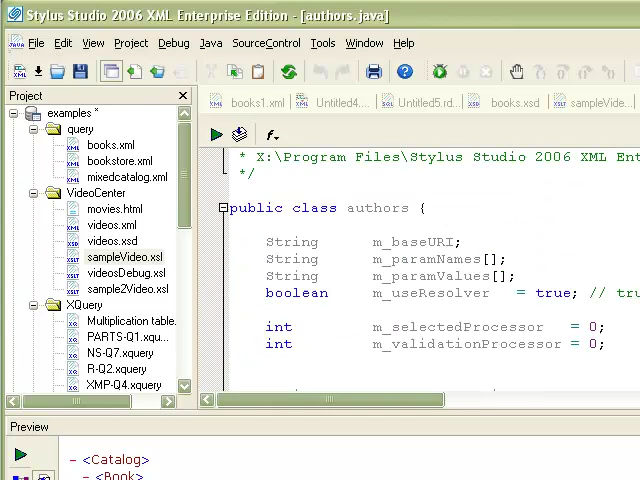 Stylus Studio 2006 XML Enterprise Edition - [authors.java]
File Edit View Project Debug Java SourceControl Tools Window Help
Project
books1.xml Untitled4.... Untitled5.rd... books.xsd sampleVide...
examples *
query
books.xml
bookstore.xml
mixedcatalog.xml
VideoCenter
movies.html
videos.xml
videos.xsd
sampleVideo.xsl
videosDebug.xsl
sample2Video.xsl
XQuery
Multiplication table.
PARTS-Q1.xqu...
NS-Q7.xquery
R-Q2.xquery
XMP-Q4.xquery
* X:\Program Files\Stylus Studio 2006 XML Ent
*/
public class authors {
String m_baseURI;
String m_paramNames[];
String m_paramValues[];
boolean m_useResolver = true; // tru
int m_selectedProcessor = 0;
int m_validationProcessor = 0;
Preview
- <Catalog>
- <Book>